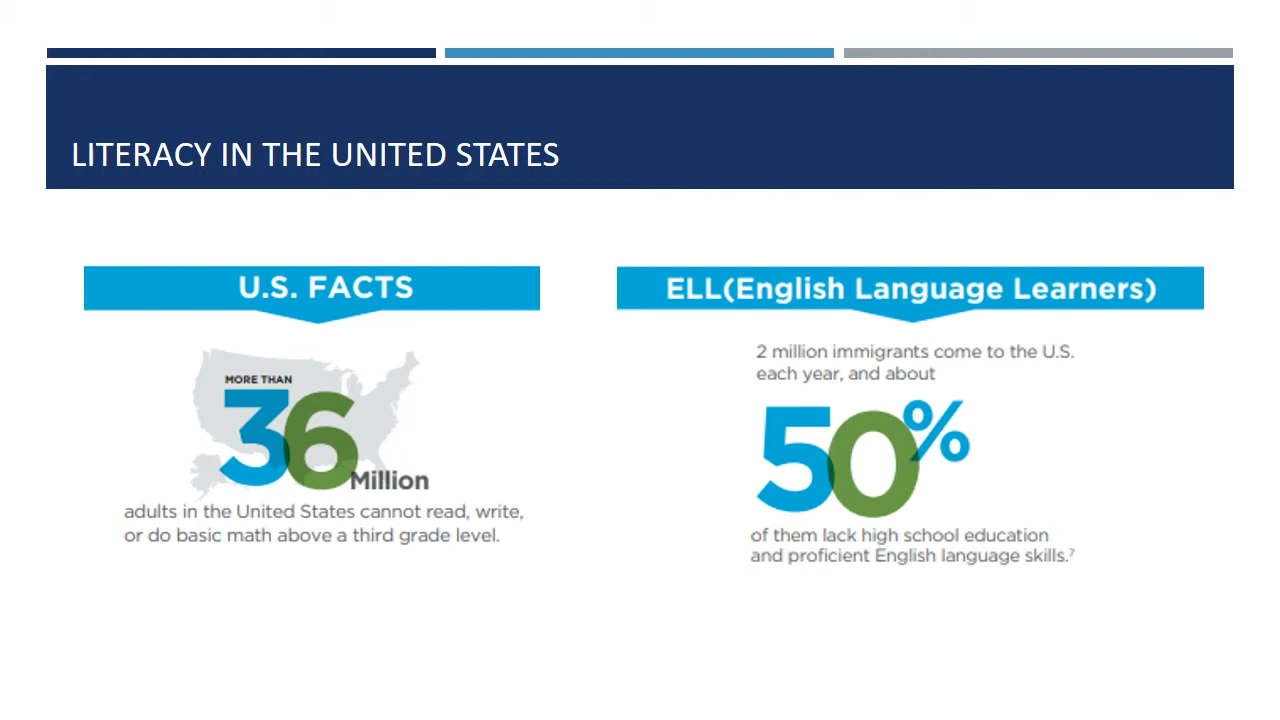 LITERACY IN THE UNITED STATES
U.S. FACTS
MORE THAN
36
Million
adults in the United States cannot read, write,
or do basic math above a third grade level.
ELL(English Language Learners)
2 million immigrants come to the U.S.
each year, and about
50%
of them lack high school education
and proficient English language skills.⁷